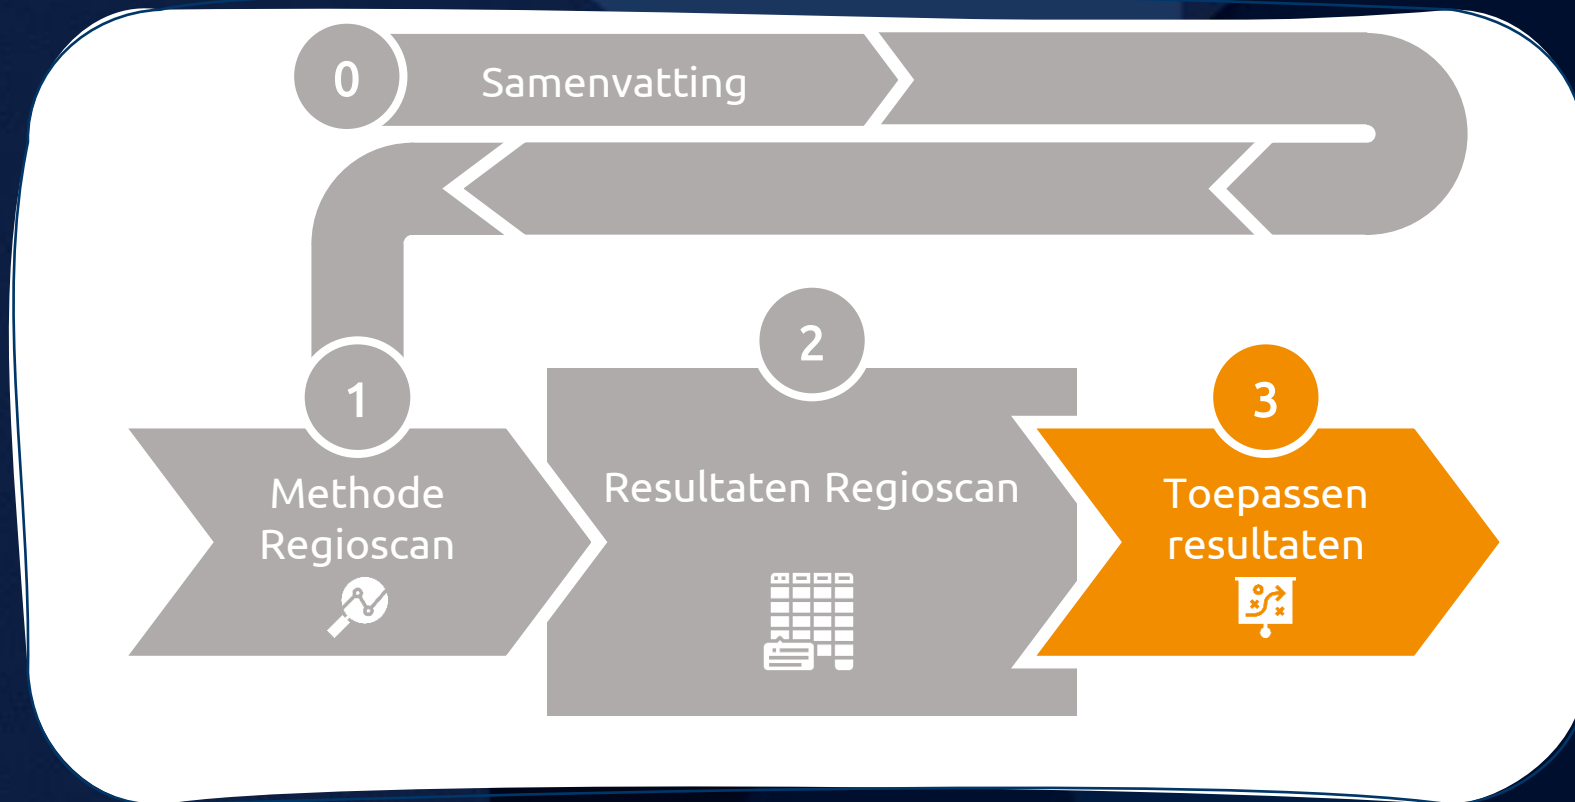 0
Samenvatting
1
Methode
Regioscan
2
Resultaten Regioscan
3
Toepassen
resultaten